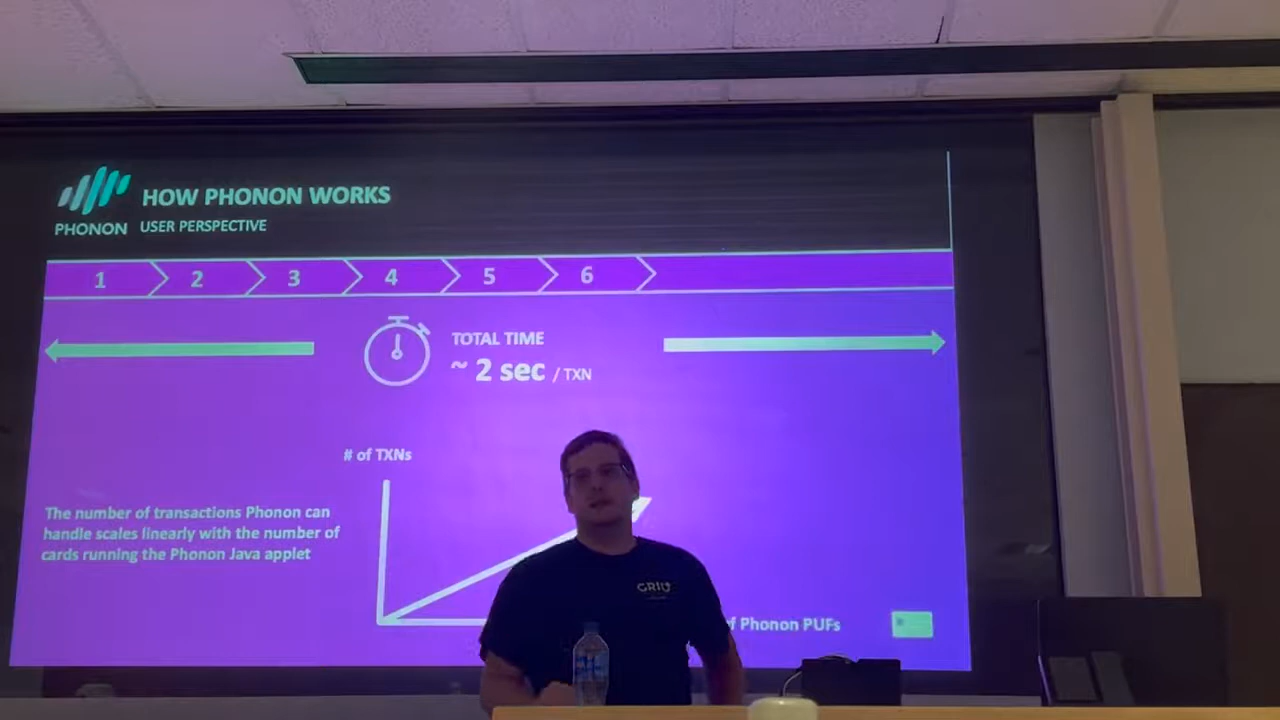 HOW PHONON WORKS
PHONON USER PERSPECTIVE
1 2 3 4 5 6
TOTAL TIME
~ 2 sec / TXN
# of TXNs
The number of transactions Phonon can
handle scales linearly with the number of
cards running the Phonon Java applet
GRID
f Phonon PUFs